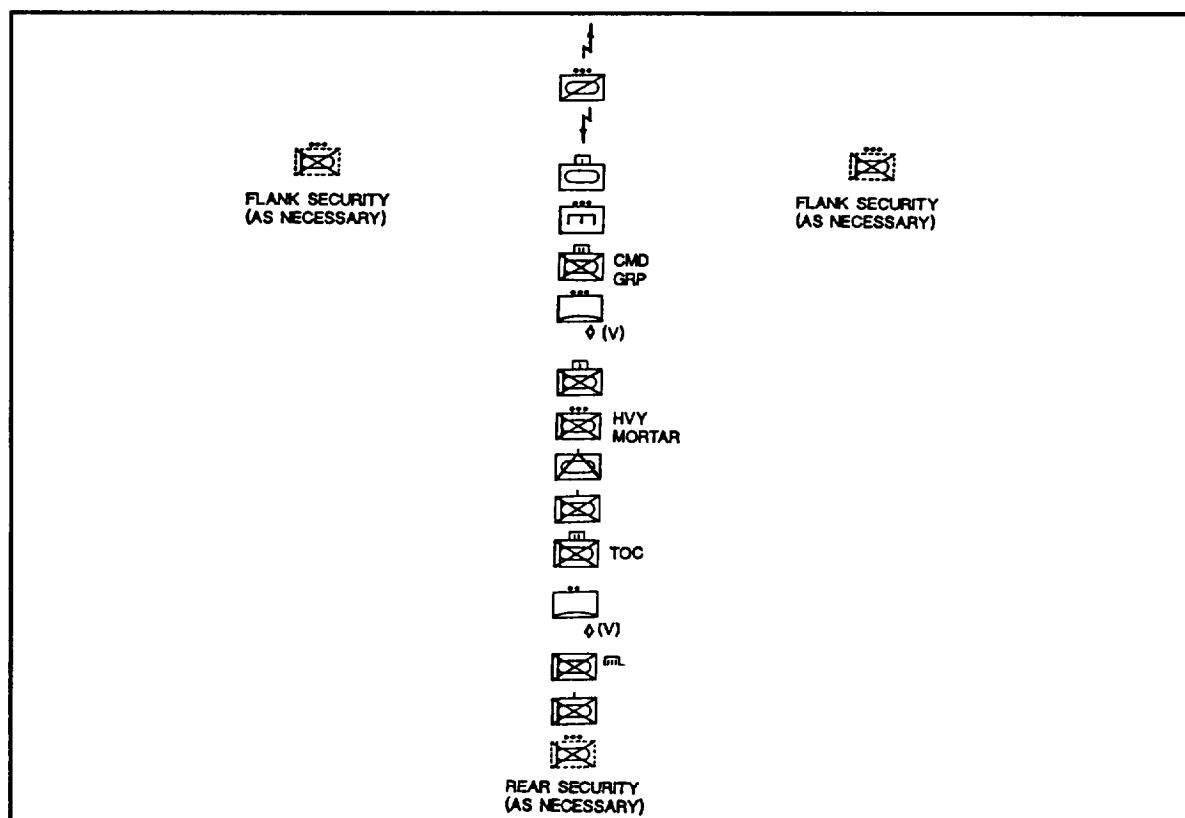 FLANK SECURITY
(AS NECESSARY)
FLANK SECURITY
(AS NECESSARY)
CMD
GRP
(V)
HVY
MORTAR
TOC
(V)
REAR SECURITY
(AS NECESSARY)